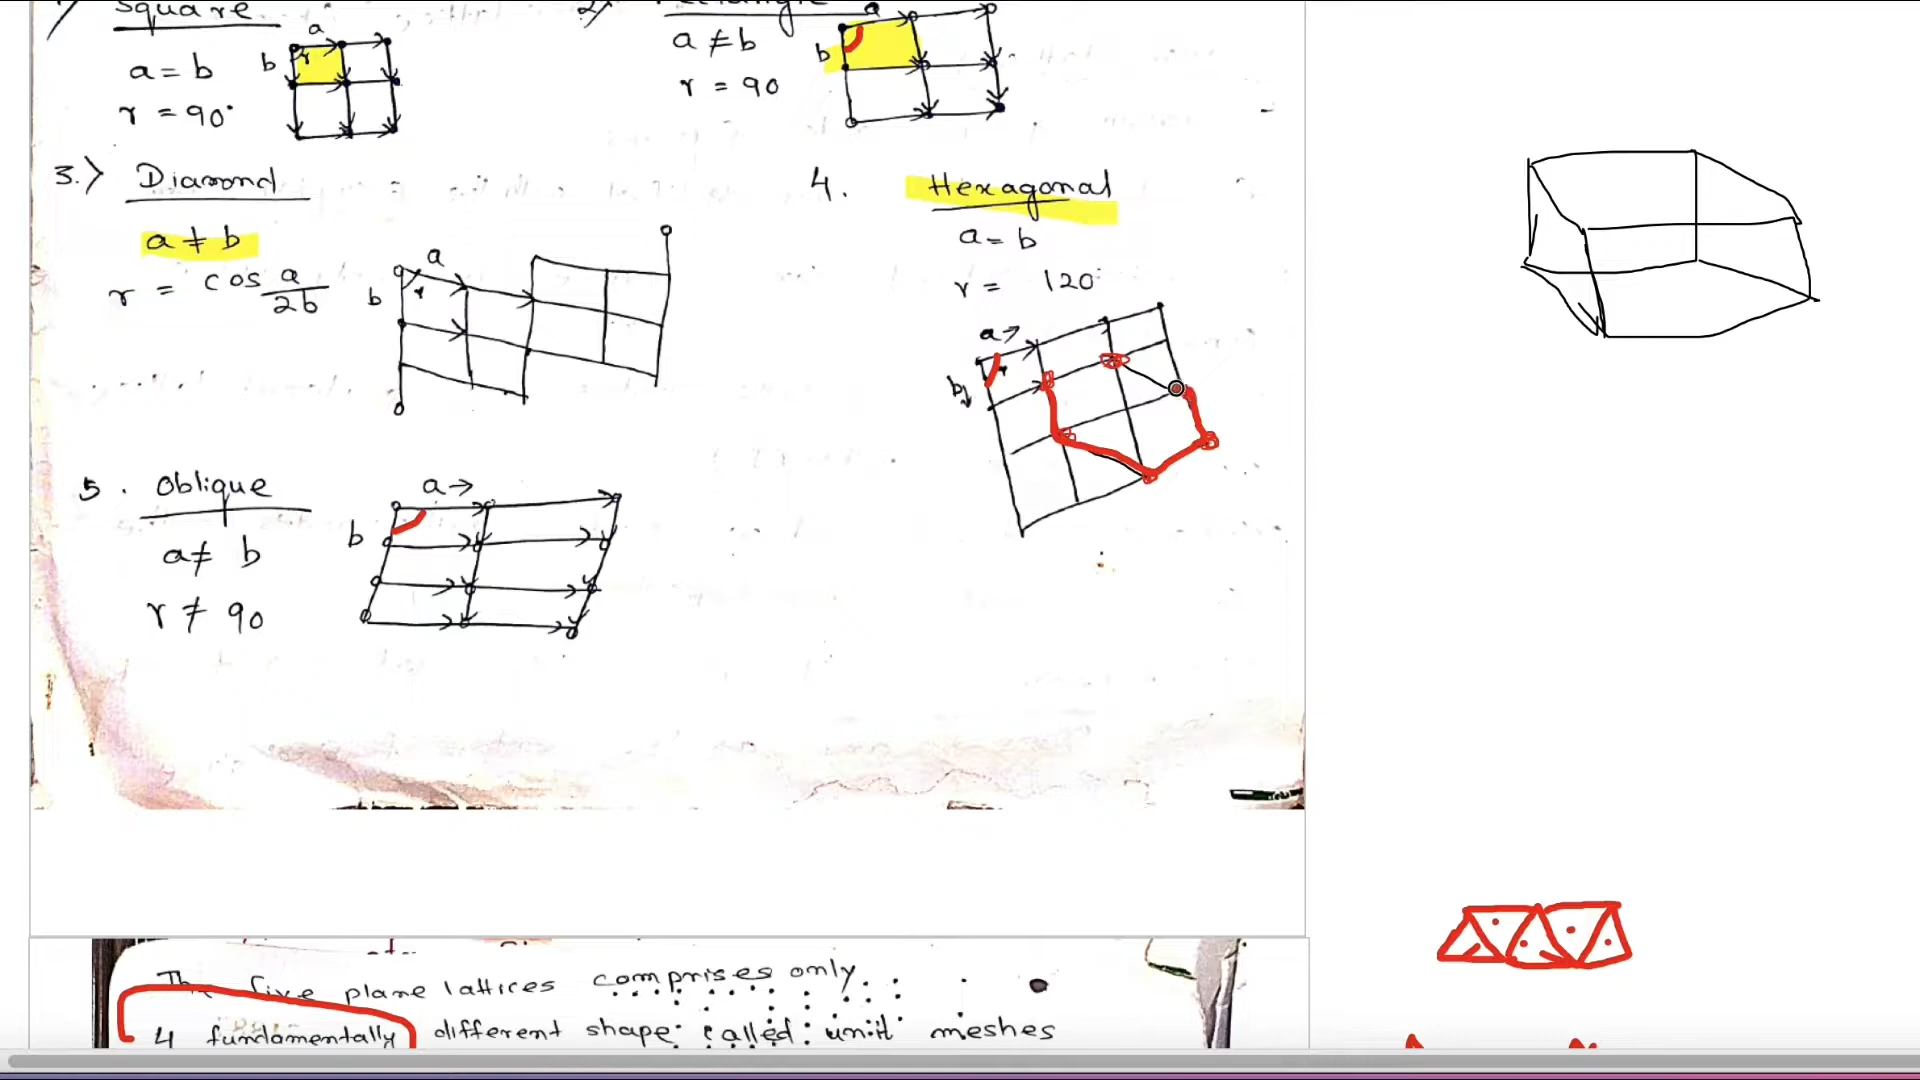 Square
a = b
r = 90°
a
b
r
2)
a ≠ b
r = 90
a
b
3.) Diamond
a ≠ b
r = cos a/2b
a
b
r
4. Hexagonal
a = b
r = 120°
a →
b ↓
r
5. Oblique
a ≠ b
r ≠ 90
a →
b
The five plane lattices comprises only
4 fundamentally different shape called unit meshes